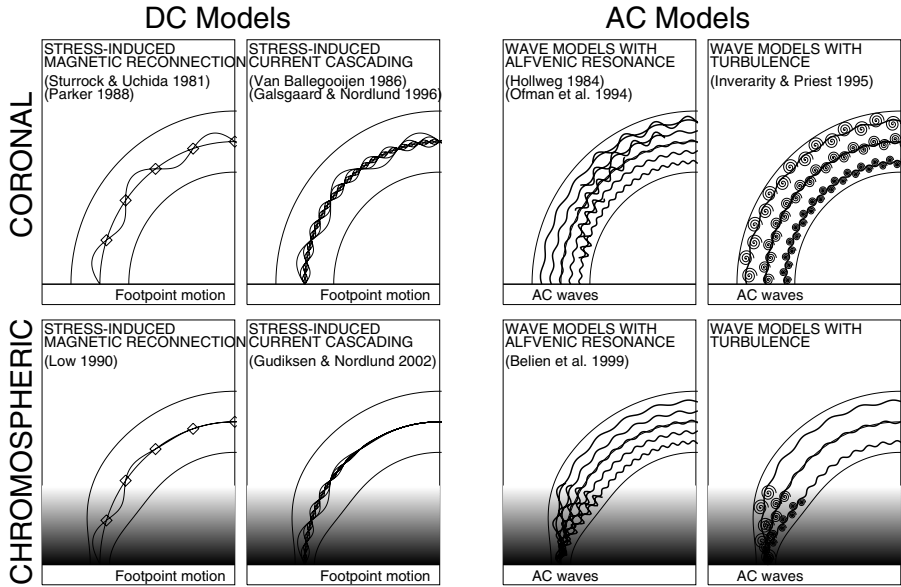 DC Models
AC Models
CORONAL
STRESS-INDUCED
MAGNETIC RECONNECTION
(Sturrock & Uchida 1981)
(Parker 1988)
Footpoint motion
STRESS-INDUCED
CURRENT CASCADING
(Van Ballegooijen 1986)
(Galsgaard & Nordlund 1996)
Footpoint motion
WAVE MODELS WITH
ALFVENIC RESONANCE
(Hollweg 1984)
(Ofman et al. 1994)
AC waves
WAVE MODELS WITH
TURBULENCE
(Inverarity & Priest 1995)
AC waves
CHROMOSPHERIC
STRESS-INDUCED
MAGNETIC RECONNECTION
(Low 1990)
Footpoint motion
STRESS-INDUCED
CURRENT CASCADING
(Gudiksen & Nordlund 2002)
Footpoint motion
WAVE MODELS WITH
ALFVENIC RESONANCE
(Belien et al. 1999)
AC waves
WAVE MODELS WITH
TURBULENCE
AC waves